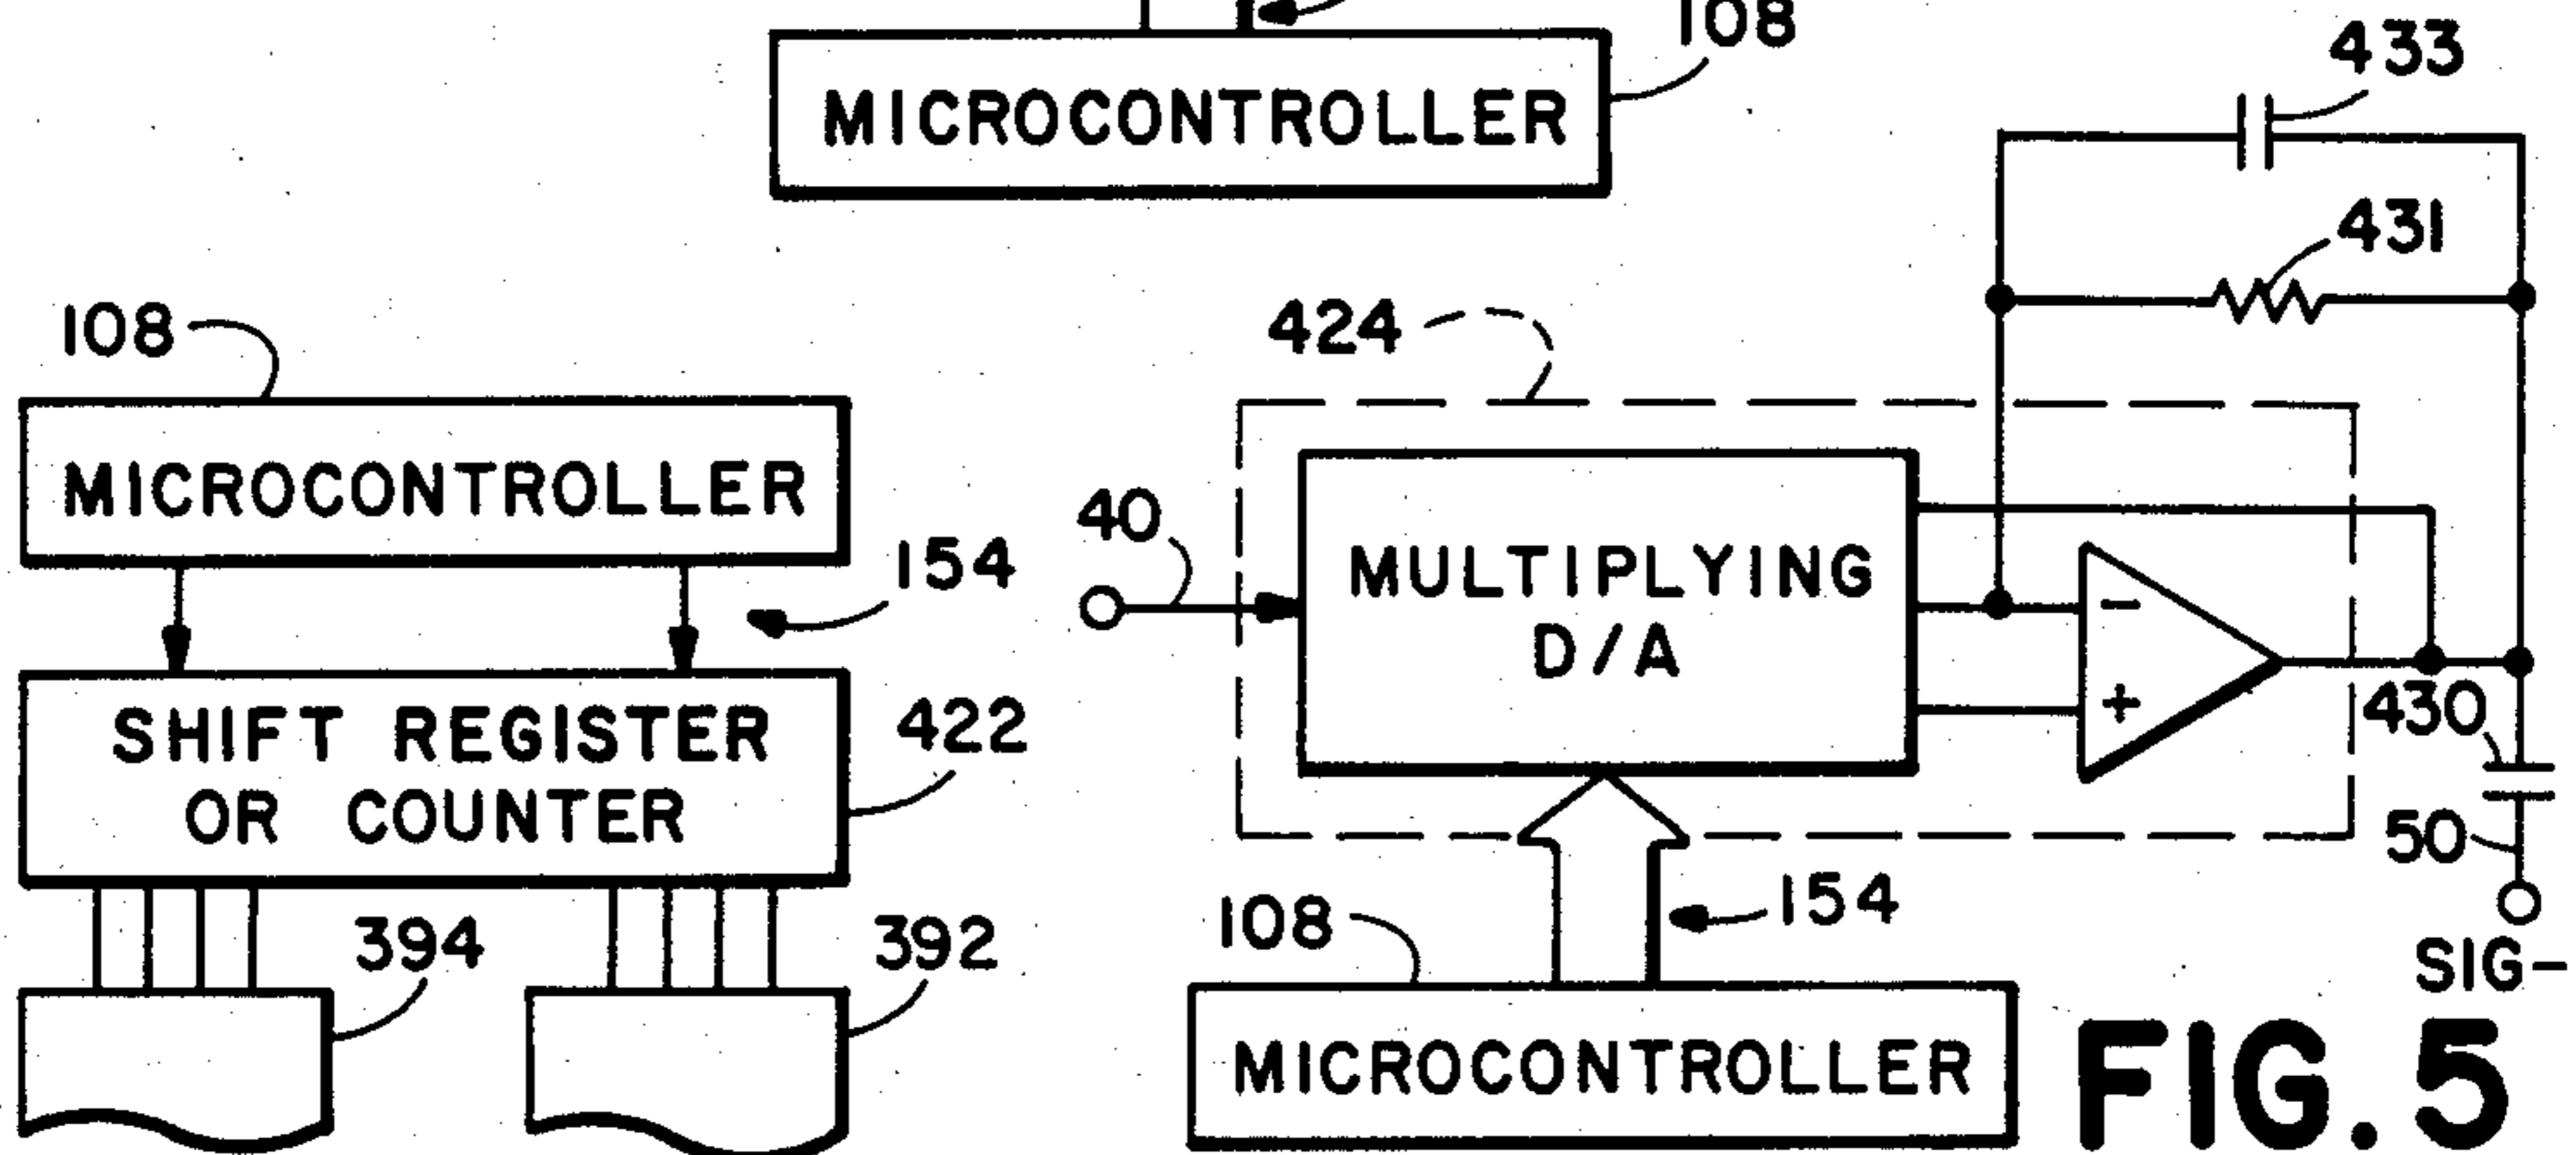 108
MICROCONTROLLER
433
431
108
424
MICROCONTROLLER
154
40
MULTIPLYING
D/A
−
+
SHIFT REGISTER
OR COUNTER
422
430
50
394
392
108
154
SIG-
MICROCONTROLLER
FIG. 5